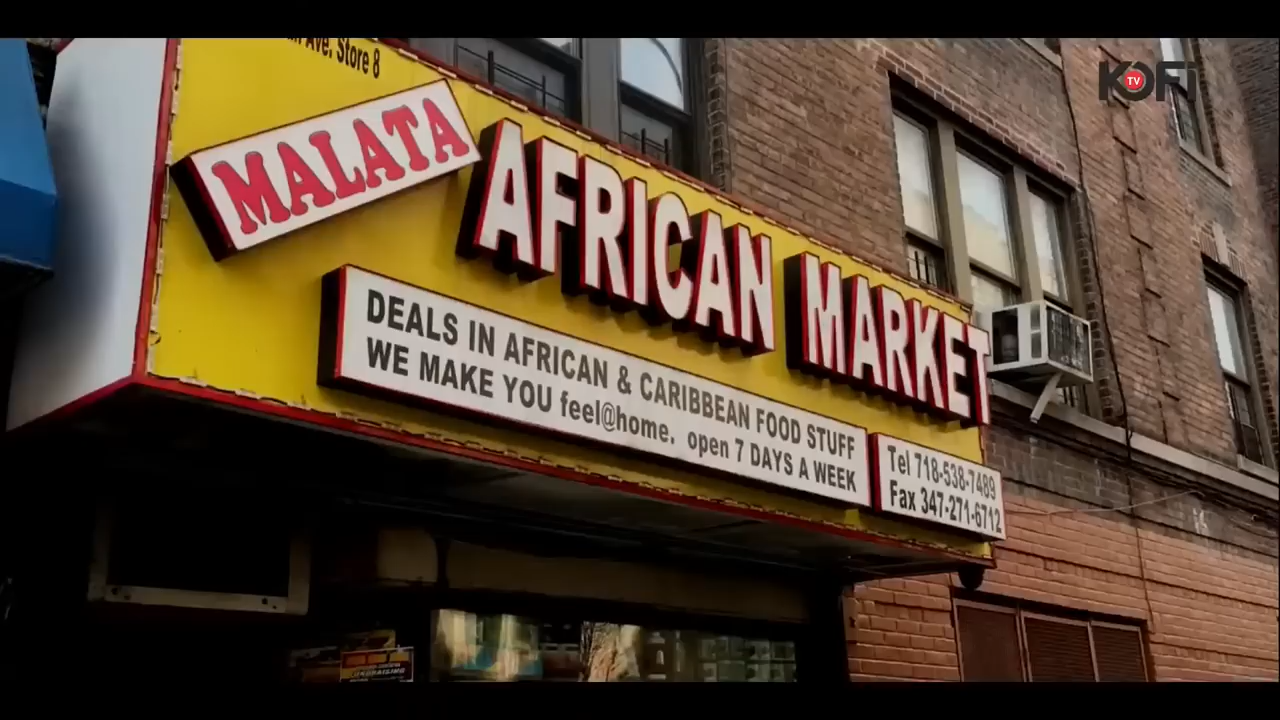 Ave. Store 8
KOFI
TV
MALATA
AFRICAN MARKET
DEALS IN AFRICAN & CARIBBEAN FOOD STUFF
WE MAKE YOU feel@home. open 7 DAYS A WEEK
Tel 718-538-7489
Fax 347-271-6712